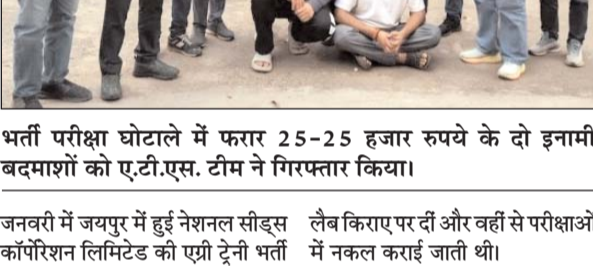 भर्ती परीक्षा घोटाले में फरार 25-25 हजार रुपये के दो इनामी
बदमाशों को ए.टी.एस. टीम ने गिरफ्तार किया।
जनवरी में जयपुर में हुई नेशनल सीड्स
कॉर्पोरेशन लिमिटेड की एग्री ट्रेनी भर्ती
लैब किराए पर दीं और वहीं से परीक्षाओं
में नकल कराई जाती थी।